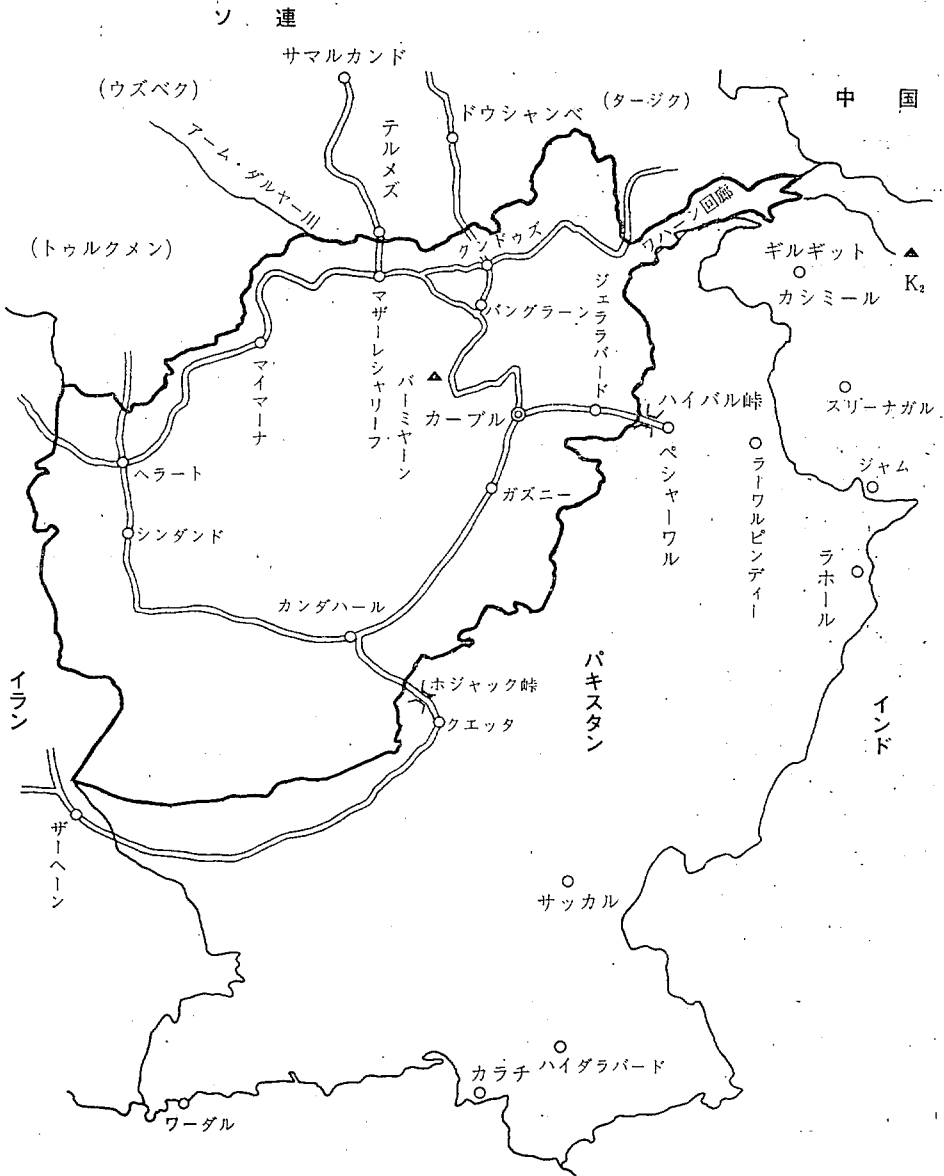 ソ連
サマルカンド
(ウズベク)
ドウシャンベ
(タージク)
中国
テルメズ
アーム・ダルヤー川
(トゥルクメン)
クンドゥズ
ワハーン回廊
ギルギット
カシミール
K₂
マザーレシャリーフ
バングラーン
ジェララバード
マイマーナ
バーミヤーン
カーブル
ハイバル峠
スリーナガル
ヘラート
ペシャーワル
ラーワルピンディー
ジャム
ガズニー
シンダンド
ラホール
カンダハール
パキスタン
イラン
ホジャック峠
インド
クエッタ
ザーヘーン
サッカル
カラチ
ハイダラバード
ワーダル